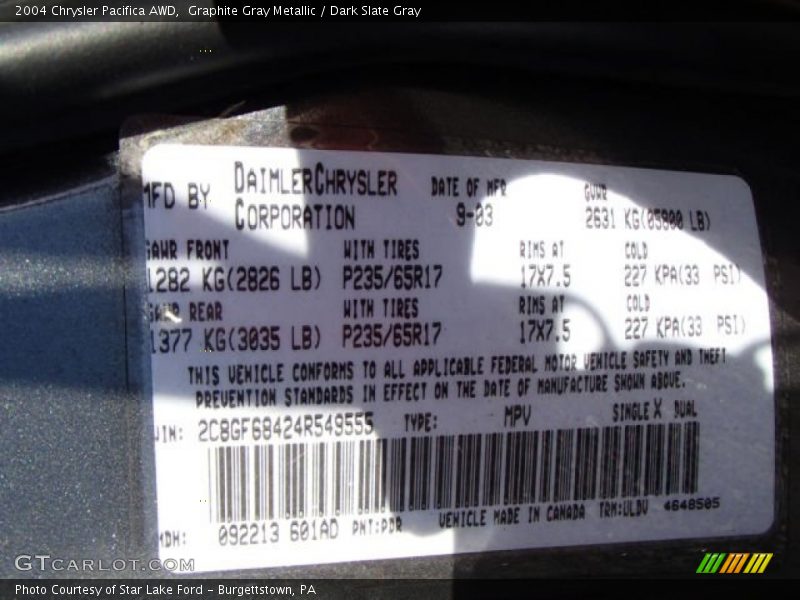 2004 Chrysler Pacifica AWD,  Graphite Gray Metallic / Dark Slate Gray
MFD BY DAIMLERCHRYSLER CORPORATION DATE OF MFR 9-03 GVWR 2631 KG(05800 LB)
GAWR FRONT WITH TIRES RIMS AT COLD
1282 KG(2826 LB) P235/65R17 17X7.5 227 KPA(33 PSI)
GAWR REAR WITH TIRES RIMS AT COLD
1377 KG(3035 LB) P235/65R17 17X7.5 227 KPA(33 PSI)
THIS VEHICLE CONFORMS TO ALL APPLICABLE FEDERAL MOTOR VEHICLE SAFETY AND THEFT
PREVENTION STANDARDS IN EFFECT ON THE DATE OF MANUFACTURE SHOWN ABOVE.
VIN: 2C8GF68424R549555 TYPE: MPV SINGLE X DUAL
MDH: 092213 601AD PNT:PDR VEHICLE MADE IN CANADA TRM:ULDV 4648505
GTcarlot.com
Photo Courtesy of Star Lake Ford - Burgettstown, PA